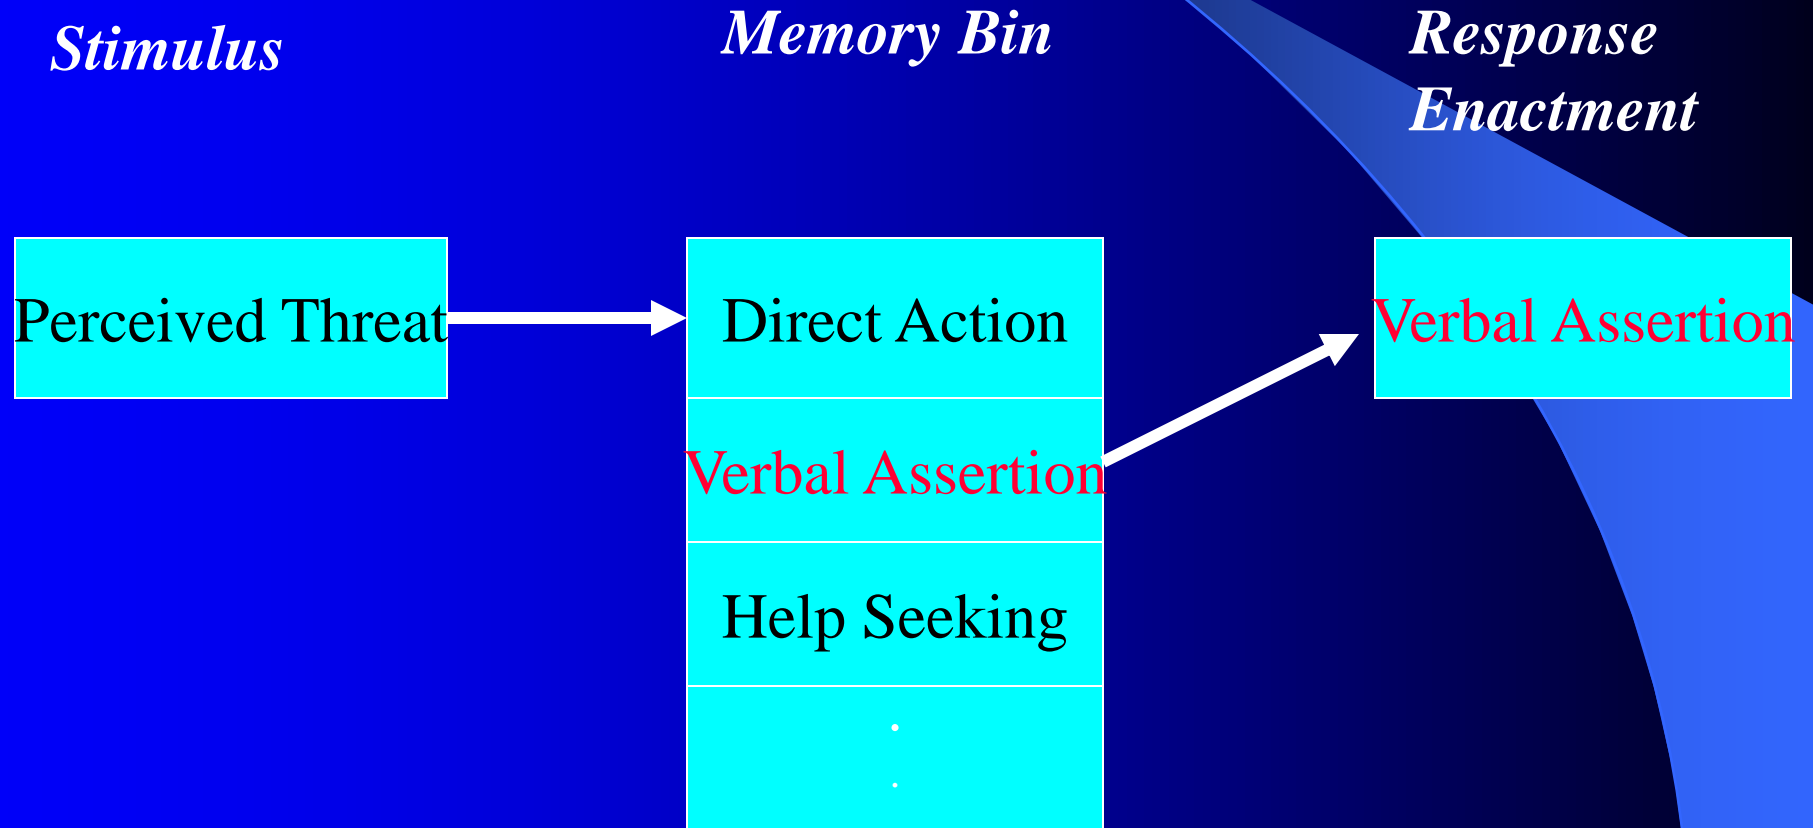 Stimulus
Memory Bin
Response
Enactment
Perceived Threat
Direct Action
Verbal Assertion
Verbal Assertion
Help Seeking
.
.